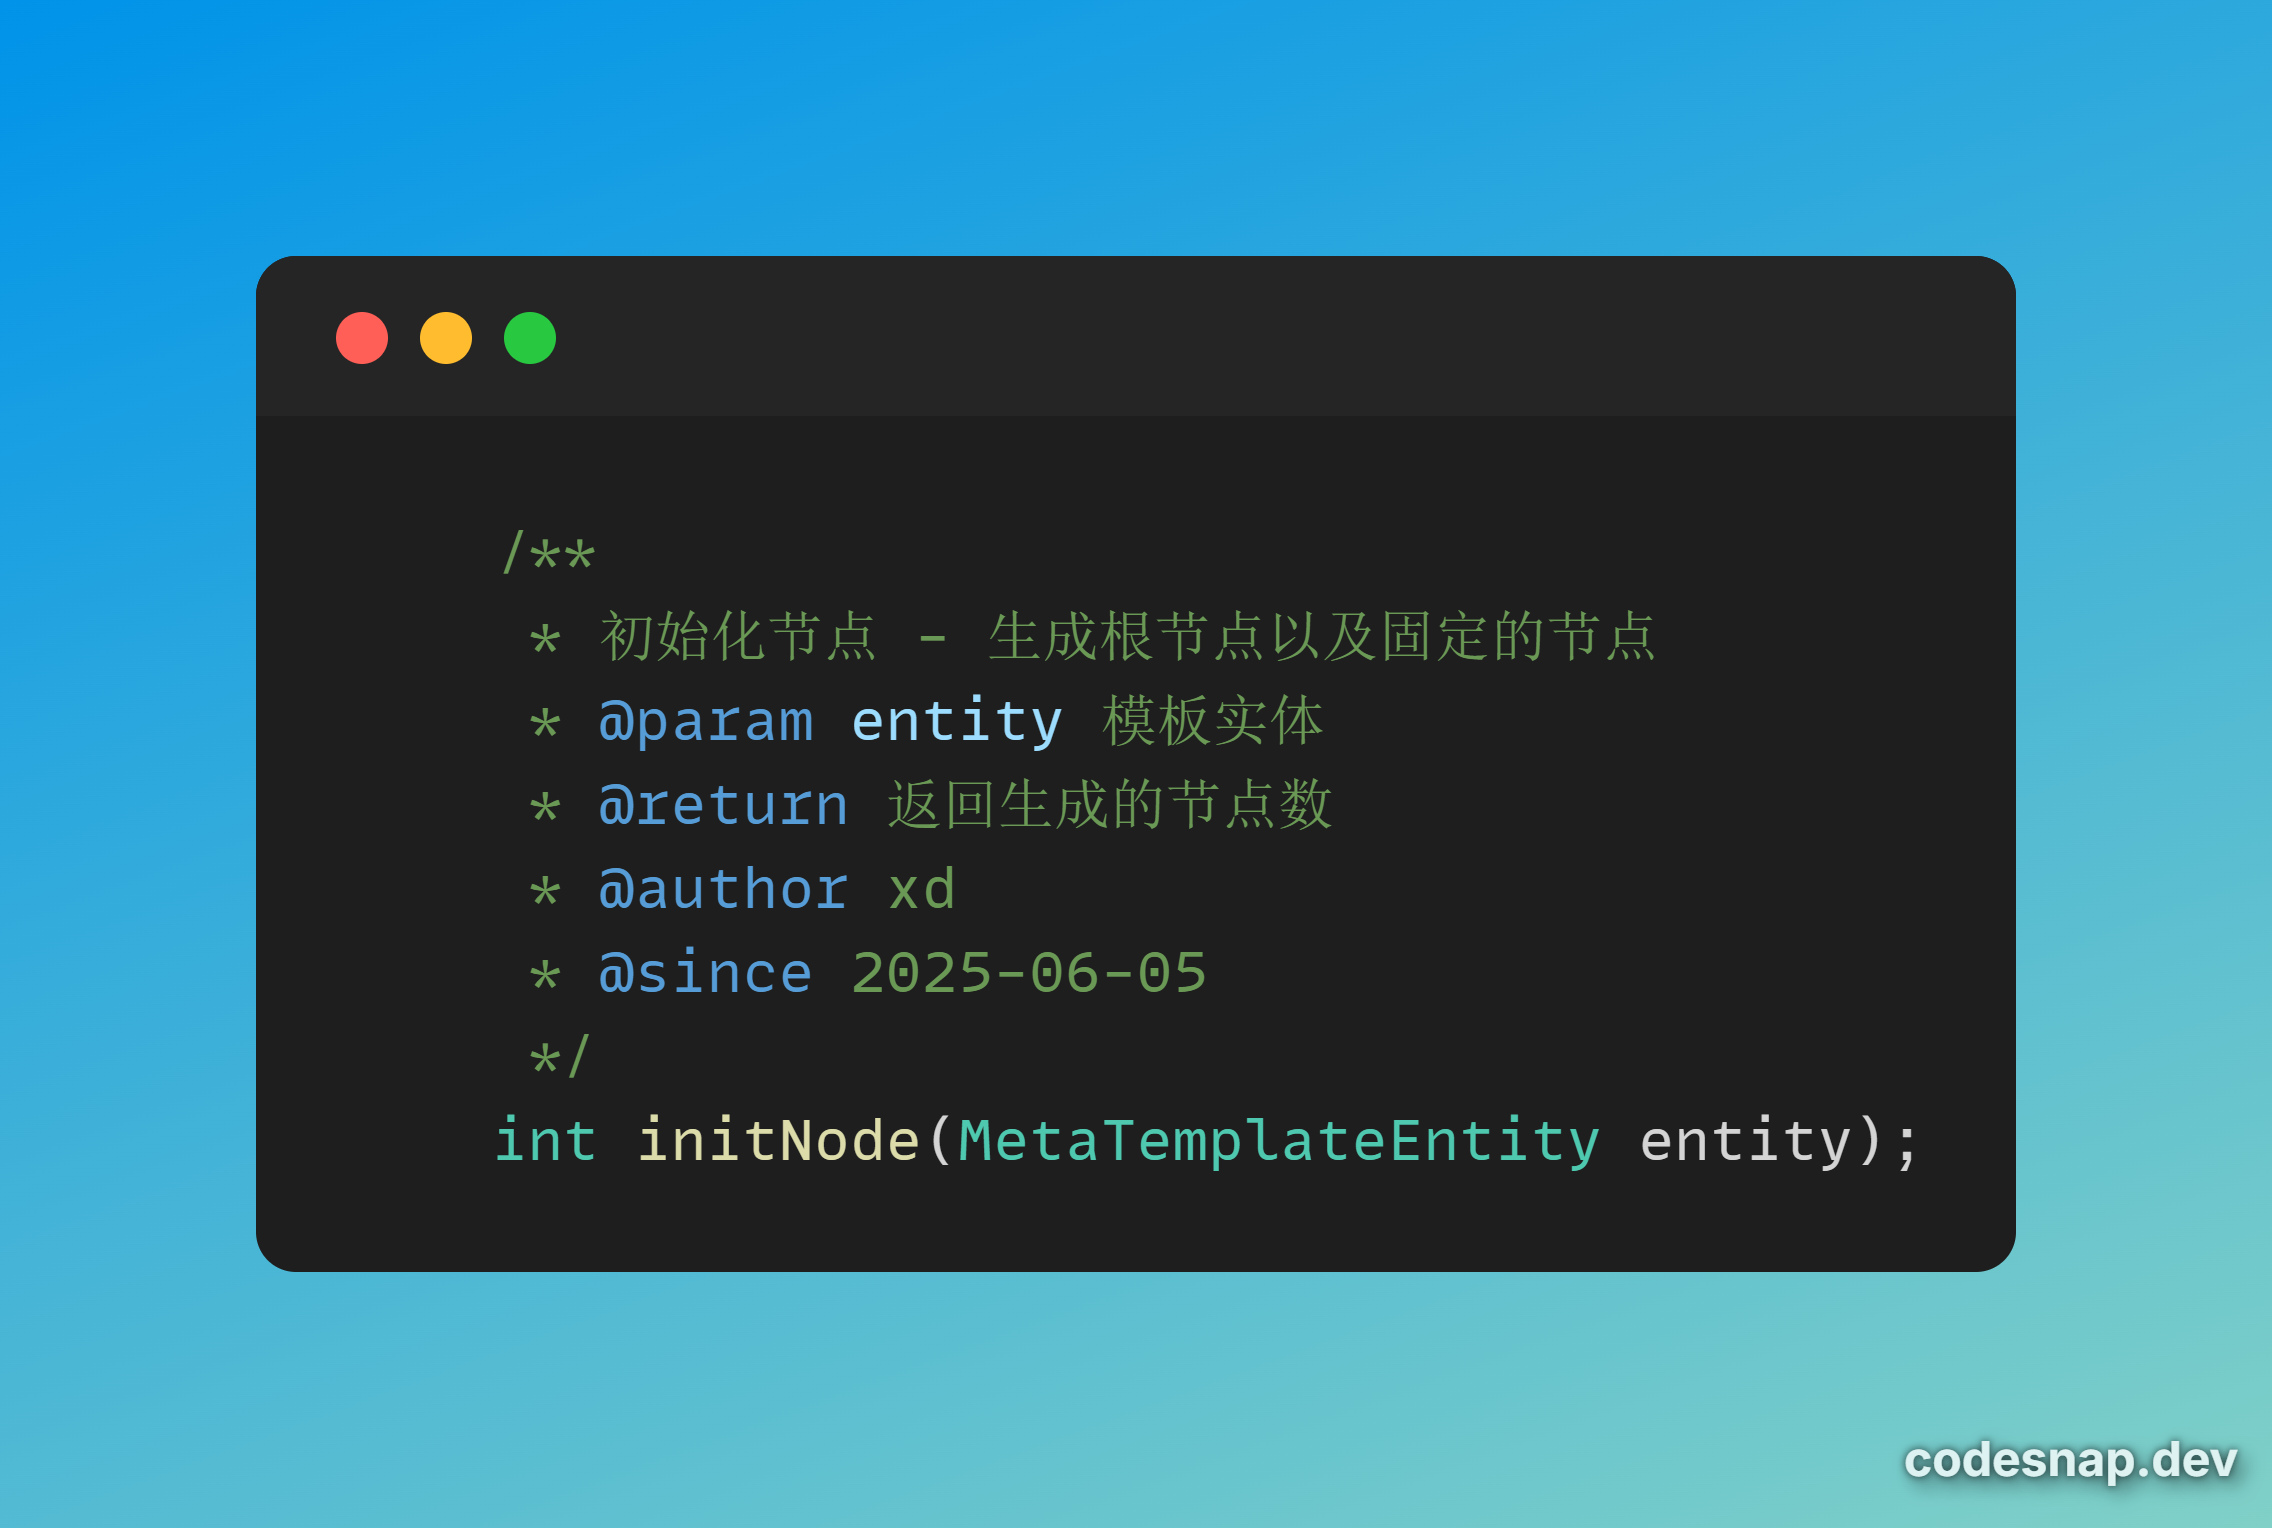 /**
 * 初始化节点 - 生成根节点以及固定的节点
 * @param entity 模板实体
 * @return 返回生成的节点数
 * @author xd
 * @since 2025-06-05
 */
int initNode(MetaTemplateEntity entity);
codesnap.dev